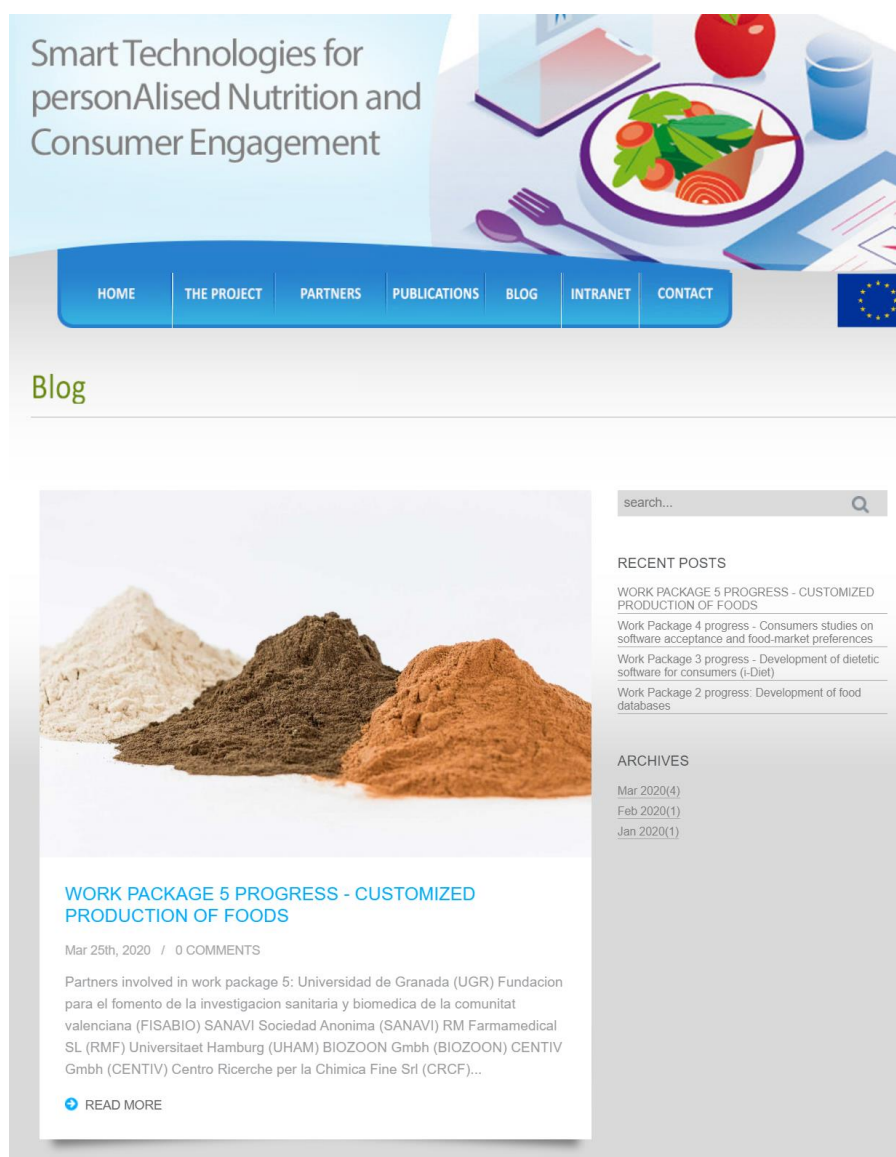 Smart Technologies for
personAlised Nutrition and
Consumer Engagement
HOME
THE PROJECT
PARTNERS
PUBLICATIONS
BLOG
INTRANET
CONTACT
Blog
search...
RECENT POSTS
WORK PACKAGE 5 PROGRESS - CUSTOMIZED
PRODUCTION OF FOODS
Work Package 4 progress - Consumers studies on
software acceptance and food-market preferences
Work Package 3 progress - Development of dietetic
software for consumers (i-Diet)
Work Package 2 progress: Development of food
databases
ARCHIVES
Mar 2020(4)
Feb 2020(1)
Jan 2020(1)
WORK PACKAGE 5 PROGRESS - CUSTOMIZED
PRODUCTION OF FOODS
Mar 25th, 2020 / 0 COMMENTS
Partners involved in work package 5: Universidad de Granada (UGR) Fundacion
para el fomento de la investigacion sanitaria y biomedica de la comunitat
valenciana (FISABIO) SANAVI Sociedad Anonima (SANAVI) RM Farmamedical
SL (RMF) Universitaet Hamburg (UHAM) BIOZOON Gmbh (BIOZOON) CENTIV
Gmbh (CENTIV) Centro Ricerche per la Chimica Fine Srl (CRCF)...
READ MORE